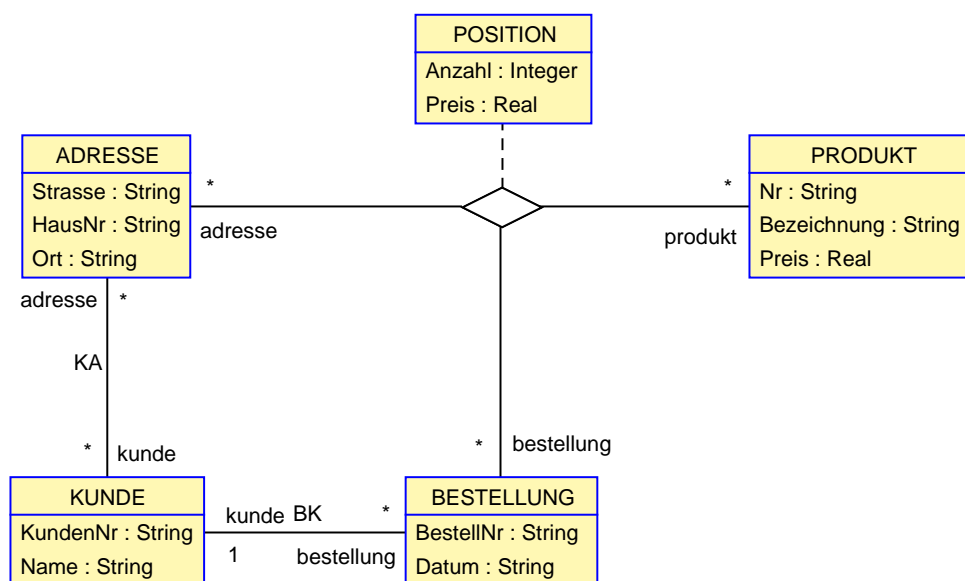 POSITION
Anzahl : Integer
Preis : Real
ADRESSE
Strasse : String
HausNr : String
Ort : String
*
adresse
*
produkt
PRODUKT
Nr : String
Bezeichnung : String
Preis : Real
adresse *
KA
* kunde
* bestellung
KUNDE
KundenNr : String
Name : String
kunde BK *
1 bestellung
BESTELLUNG
BestellNr : String
Datum : String